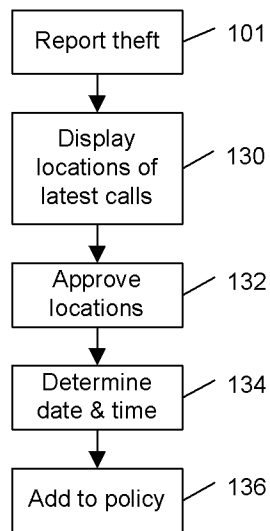 Report theft
101
Display
locations of
latest calls
130
Approve
locations
132
Determine
date & time
134
Add to policy
136